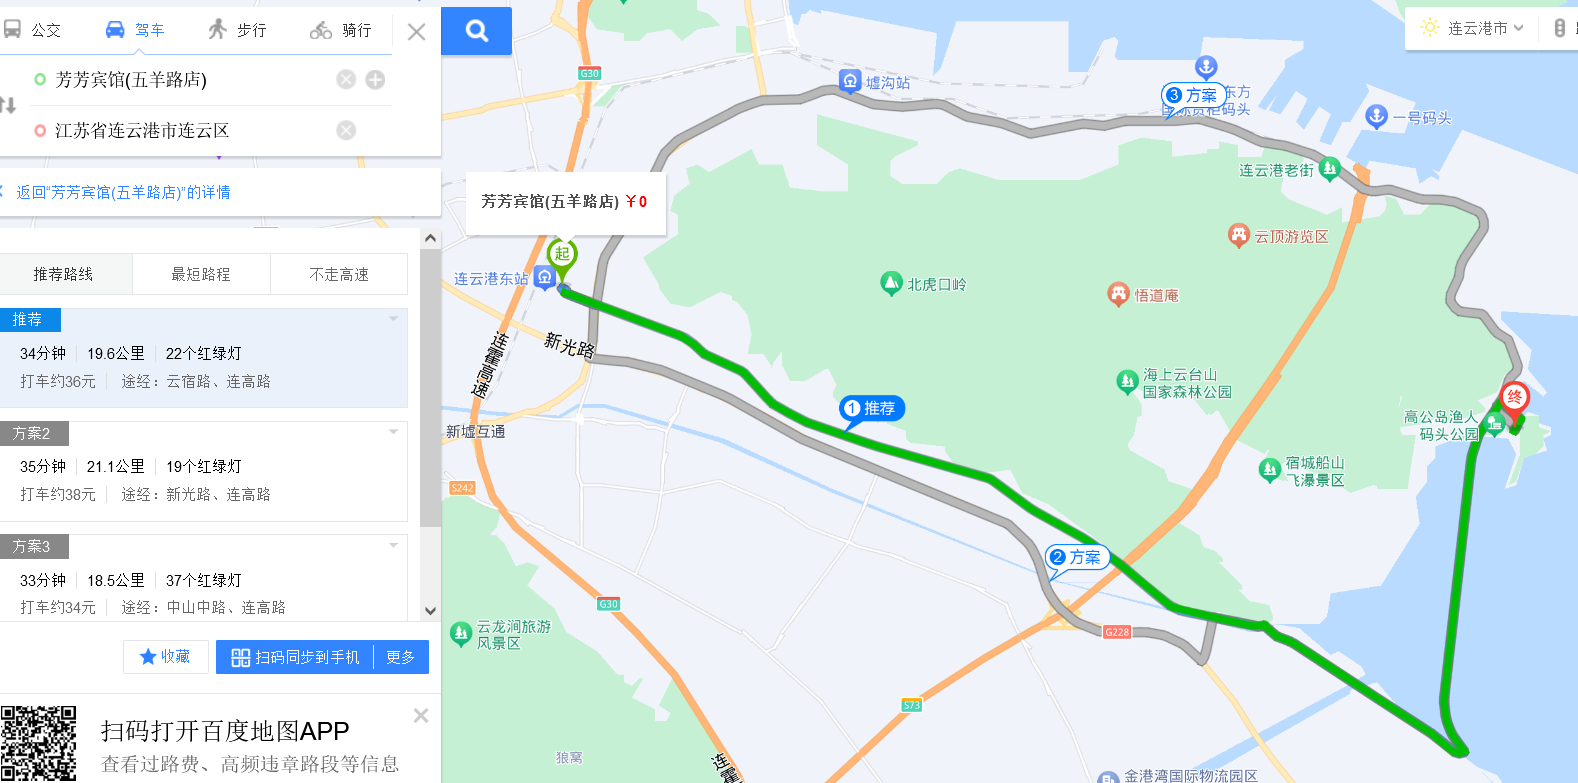 公交
驾车
步行
骑行
芳芳宾馆(五羊路店)
江苏省连云港市连云区
返回“芳芳宾馆(五羊路店)”的详情
推荐路线
最短路程
不走高速
推荐
34分钟 19.6公里 22个红绿灯
打车约36元 途经：云宿路、连高路
方案2
35分钟 21.1公里 19个红绿灯
打车约38元 途经：新光路、连高路
方案3
33分钟 18.5公里 37个红绿灯
打车约34元 途经：中山中路、连高路
收藏
扫码同步到手机
更多
扫码打开百度地图APP
查看过路费、高频违章路段等信息
连云港市
G30
墟沟站
3 方案
东方
国际货柜码头
一号码头
连云港老街
芳芳宾馆(五羊路店) ￥0
起
云顶游览区
连云港东站
北虎口岭
悟道庵
新光路
连霍高速
海上云台山
国家森林公园
终
1 推荐
高公岛渔人
码头公园
新墟互通
宿城船山
飞瀑景区
S242
2 方案
G30
云龙涧旅游
风景区
G228
S73
狼窝
连霍
金港湾国际物流园区